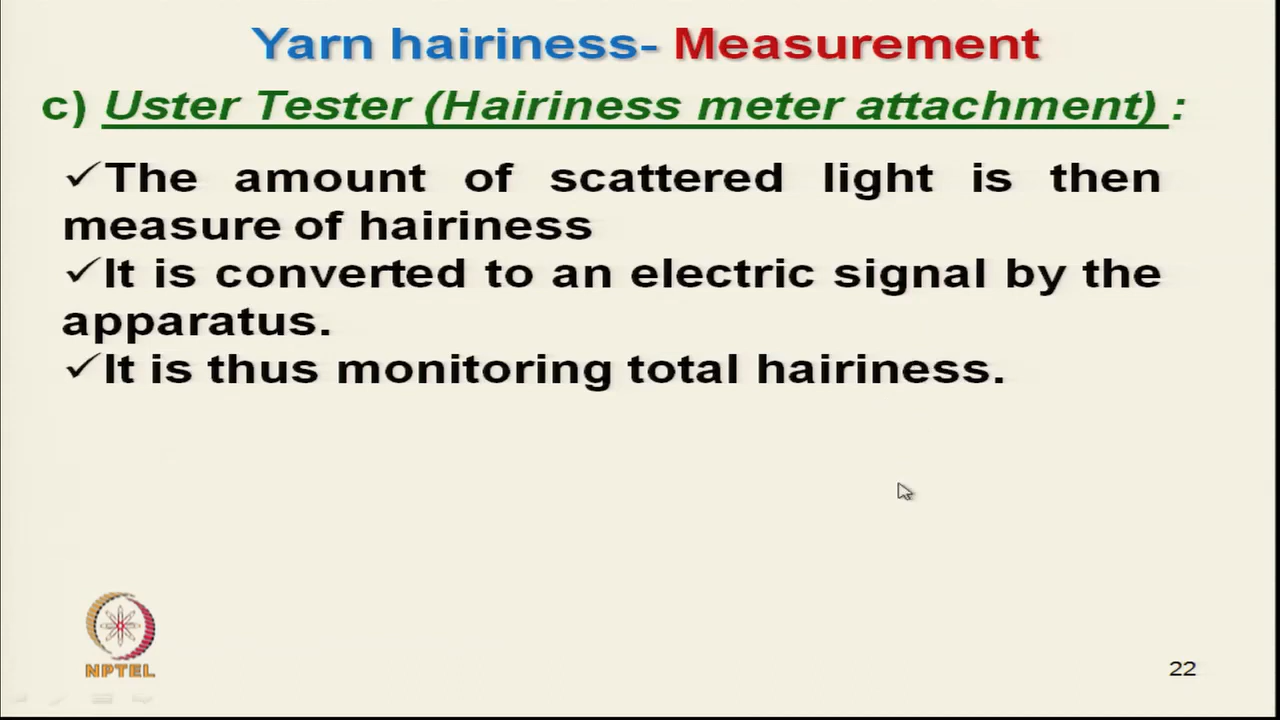 Yarn hairiness- Measurement
c) Uster Tester (Hairiness meter attachment) :
✓The amount of scattered light is then
measure of hairiness
✓It is converted to an electric signal by the
apparatus.
✓It is thus monitoring total hairiness.
NPTEL
22